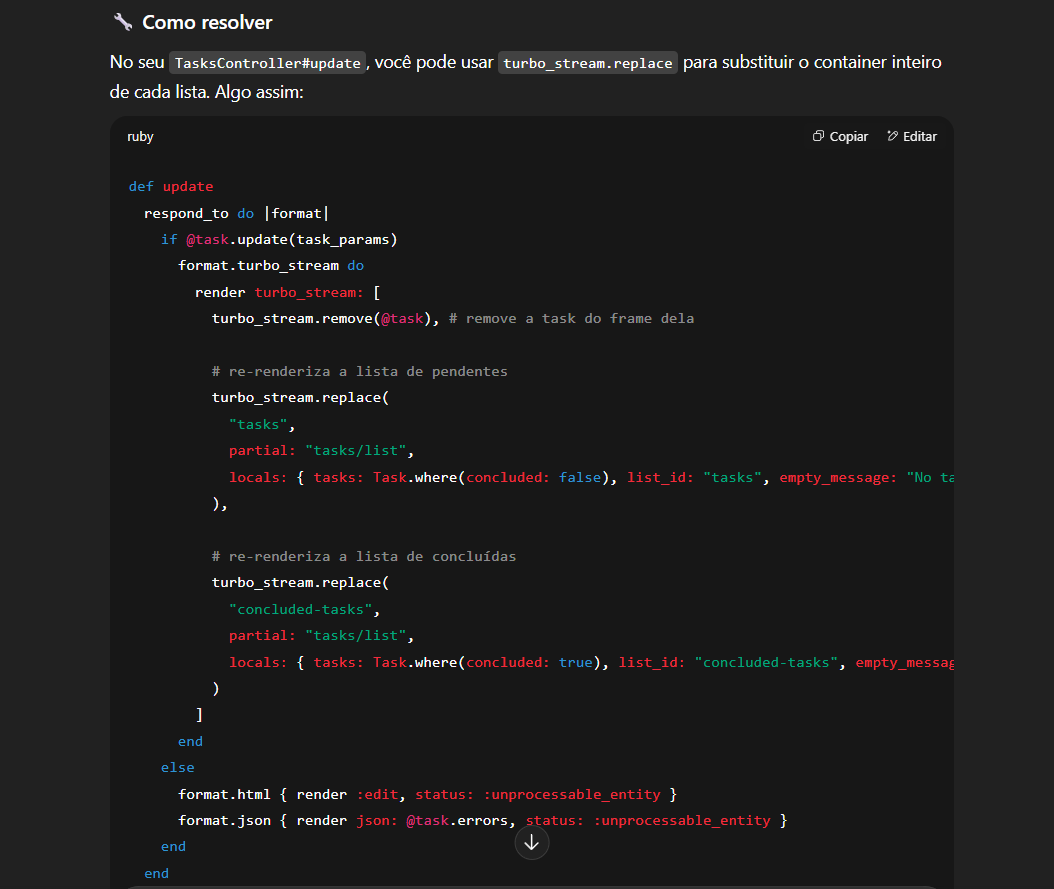 🔧 Como resolver
No seu TasksController#update, você pode usar turbo_stream.replace para substituir o container inteiro
de cada lista. Algo assim:
ruby
Copiar
Editar
def update
  respond_to do |format|
    if @task.update(task_params)
      format.turbo_stream do
        render turbo_stream: [
          turbo_stream.remove(@task), # remove a task do frame dela
          # re-renderiza a lista de pendentes
          turbo_stream.replace(
            "tasks",
            partial: "tasks/list",
            locals: { tasks: Task.where(concluded: false), list_id: "tasks", empty_message: "No ta
          ),
          # re-renderiza a lista de concluídas
          turbo_stream.replace(
            "concluded-tasks",
            partial: "tasks/list",
            locals: { tasks: Task.where(concluded: true), list_id: "concluded-tasks", empty_messag
          )
        ]
      end
    else
      format.html { render :edit, status: :unprocessable_entity }
      format.json { render json: @task.errors, status: :unprocessable_entity }
    end
  end